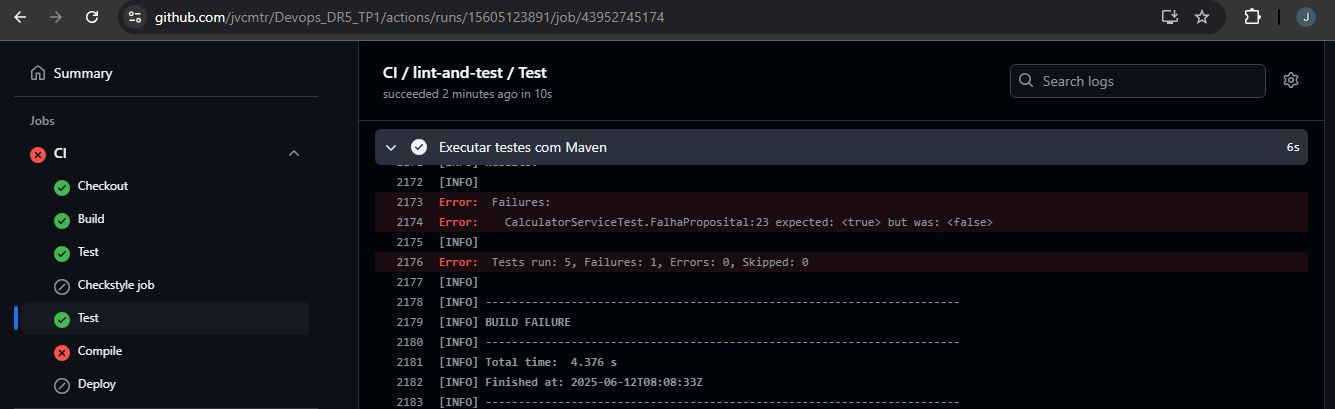 github.com/jvcmtr/Devops_DR5_TP1/actions/runs/15605123891/job/43952745174
J
Summary
Jobs
CI
Checkout
Build
Test
Checkstyle job
Test
Compile
Deploy
CI / lint-and-test / Test
succeeded 2 minutes ago in 10s
Search logs
Executar testes com Maven
6s
2172 [INFO]
2173 Error: Failures:
2174 Error: CalculatorServiceTest.FalhaProposital:23 expected: <true> but was: <false>
2175 [INFO]
2176 Error: Tests run: 5, Failures: 1, Errors: 0, Skipped: 0
2177 [INFO]
2178 [INFO] ------------------------------------------------------------------------
2179 [INFO] BUILD FAILURE
2180 [INFO] ------------------------------------------------------------------------
2181 [INFO] Total time:  4.376 s
2182 [INFO] Finished at: 2025-06-12T08:08:33Z
2183 [INFO] ------------------------------------------------------------------------